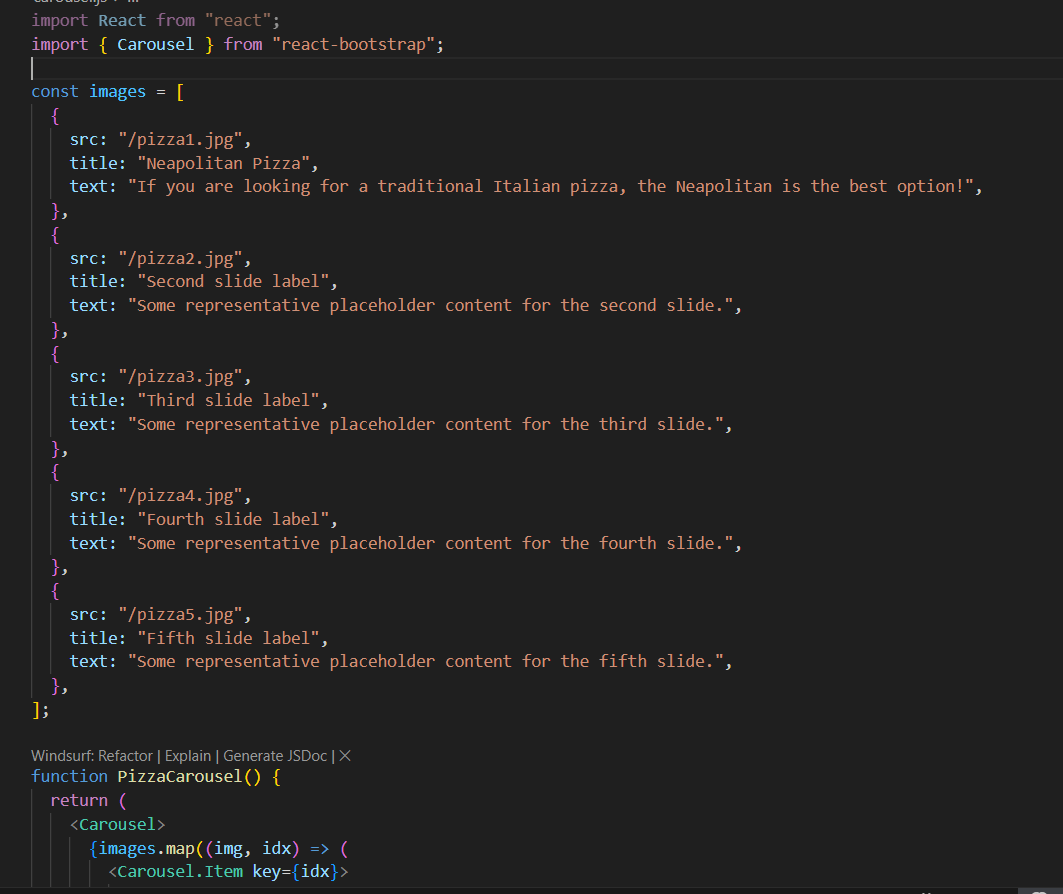 import React from "react";
import { Carousel } from "react-bootstrap";
const images = [
{
src: "/pizza1.jpg",
title: "Neapolitan Pizza",
text: "If you are looking for a traditional Italian pizza, the Neapolitan is the best option!",
},
{
src: "/pizza2.jpg",
title: "Second slide label",
text: "Some representative placeholder content for the second slide.",
},
{
src: "/pizza3.jpg",
title: "Third slide label",
text: "Some representative placeholder content for the third slide.",
},
{
src: "/pizza4.jpg",
title: "Fourth slide label",
text: "Some representative placeholder content for the fourth slide.",
},
{
src: "/pizza5.jpg",
title: "Fifth slide label",
text: "Some representative placeholder content for the fifth slide.",
},
];
Windsurf: Refactor | Explain | Generate JSDoc | ×
function PizzaCarousel() {
return (
<Carousel>
{images.map((img, idx) => (
<Carousel.Item key={idx}>